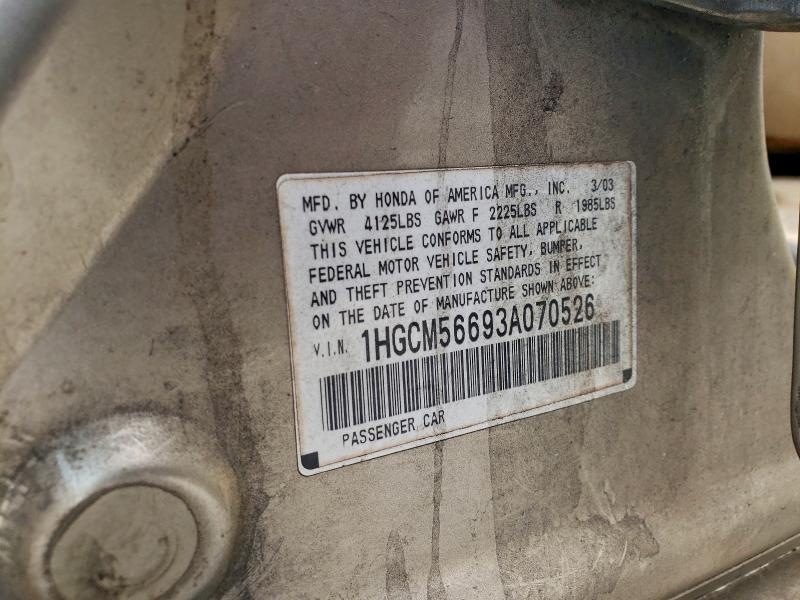 MFD. BY HONDA OF AMERICA MFG., INC. 3/03
GVWR 4125LBS GAWR F 2225LBS R 1985LBS
THIS VEHICLE CONFORMS TO ALL APPLICABLE
FEDERAL MOTOR VEHICLE SAFETY, BUMPER,
AND THEFT PREVENTION STANDARDS IN EFFECT
ON THE DATE OF MANUFACTURE SHOWN ABOVE:
V.I.N. 1HGCM56693A070526
PASSENGER CAR